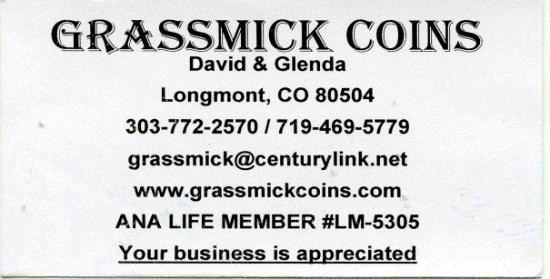 GRASSMICK COINS
David & Glenda
Longmont, CO 80504
303-772-2570 / 719-469-5779
grassmick@centurylink.net
www.grassmickcoins.com
ANA LIFE MEMBER #LM-5305
Your business is appreciated